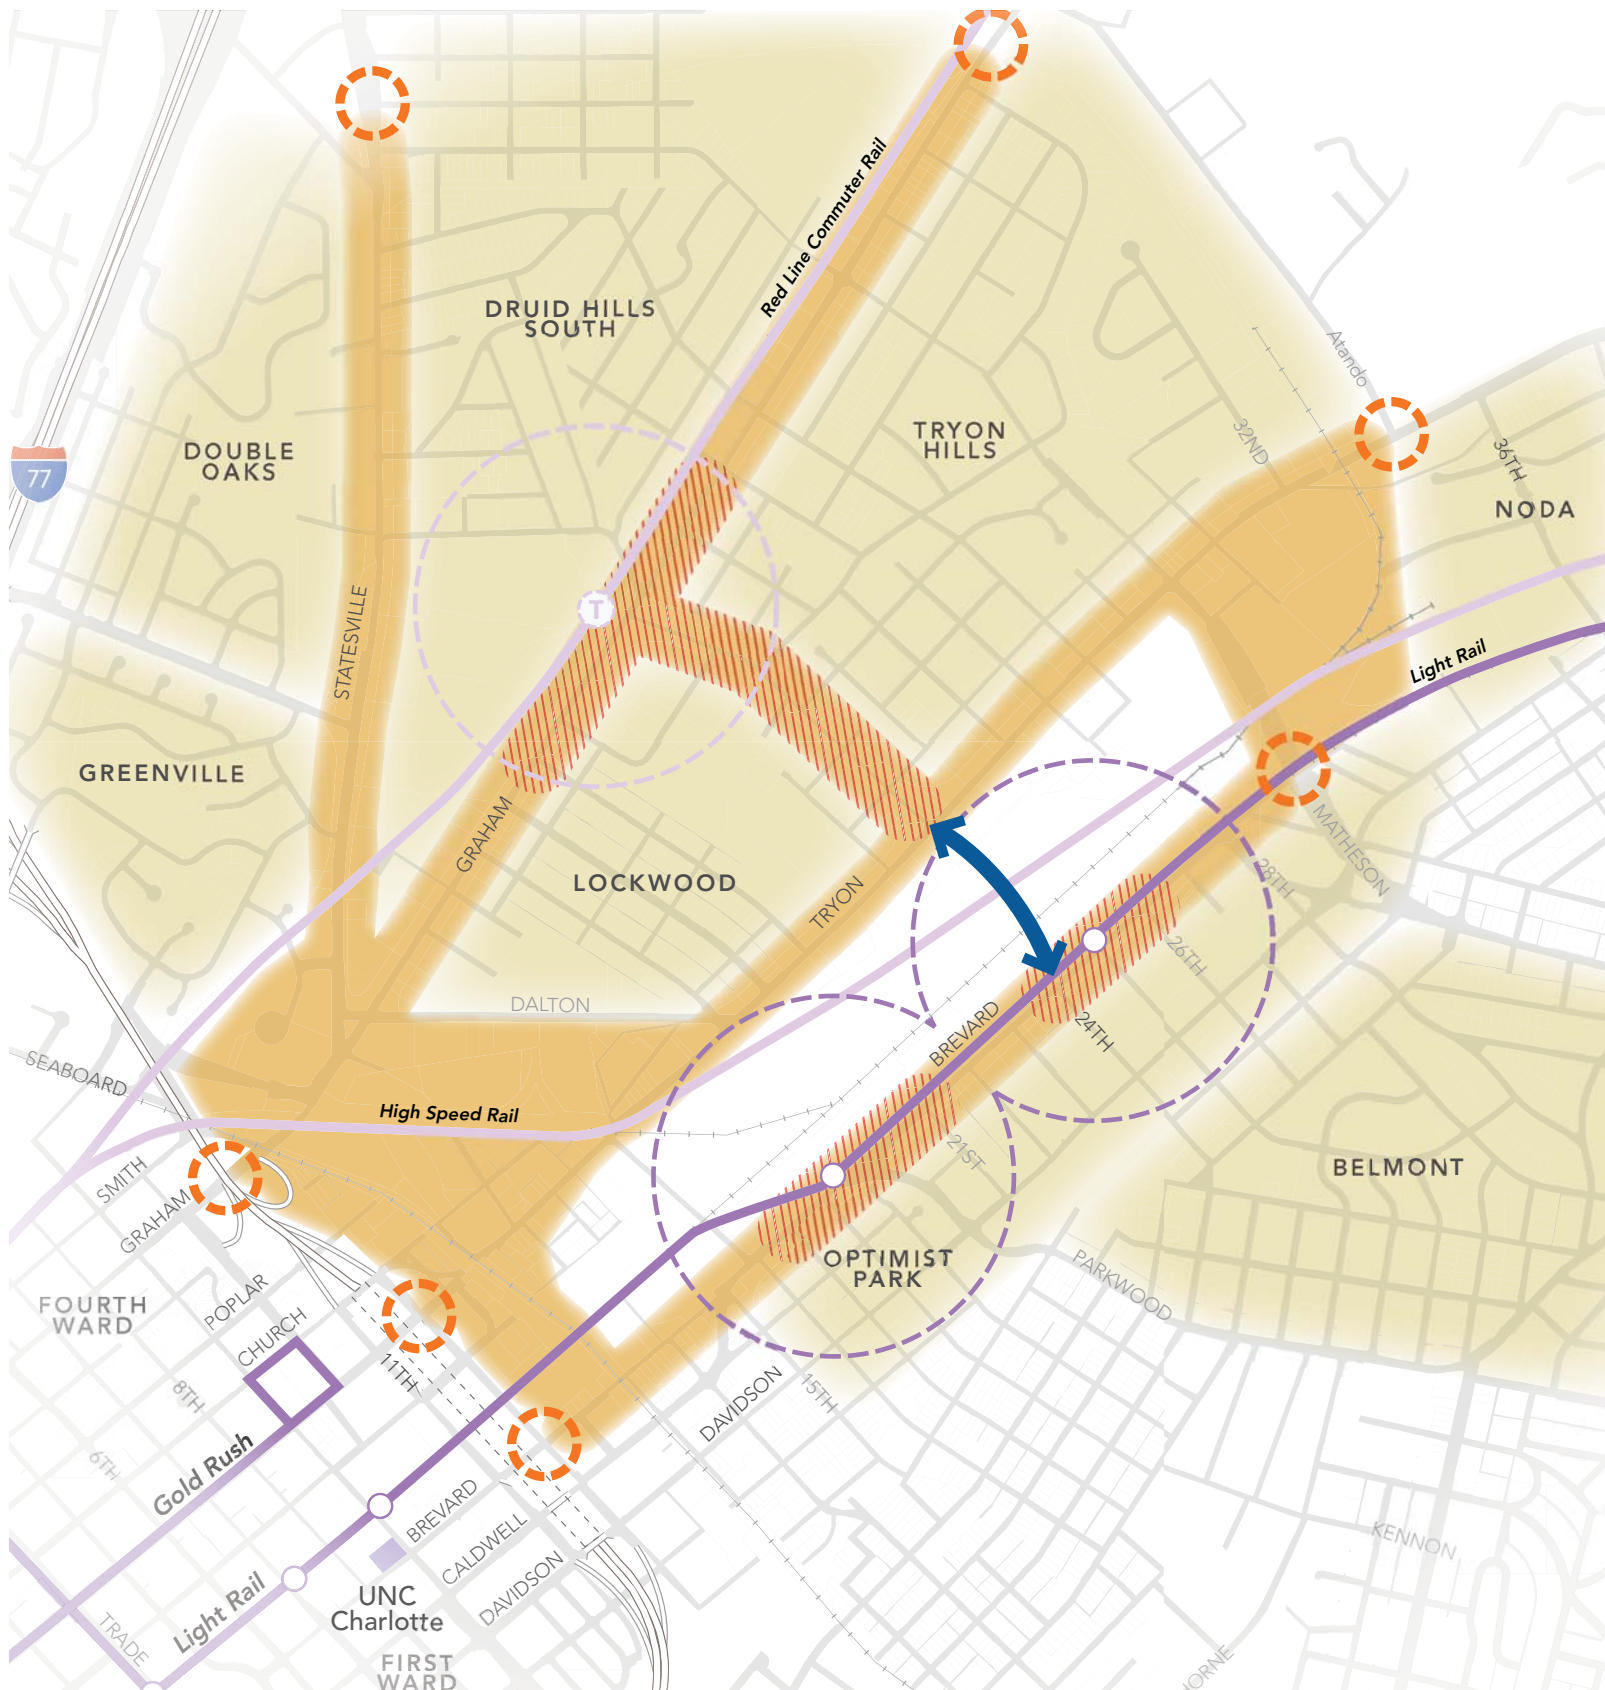 Red Line Commuter Rail
DRUID HILLS
SOUTH
Atando
TRYON
HILLS
32ND
36TH
DOUBLE
OAKS
77
NODA
T
STATESVILLE
Light Rail
GREENVILLE
GRAHAM
MATHESON
LOCKWOOD
28TH
TRYON
26TH
DALTON
BREVARD
24TH
SEABOARD
High Speed Rail
21ST
SMITH
BELMONT
GRAHAM
OPTIMIST
PARK
PARKWOOD
POPLAR
FOURTH
WARD
CHURCH
11TH
8TH
15TH
DAVIDSON
6TH
Gold Rush
BREVARD
CALDWELL
KENNON
DAVIDSON
Light Rail
UNC
Charlotte
TRADE
FIRST
WARD
ORNE